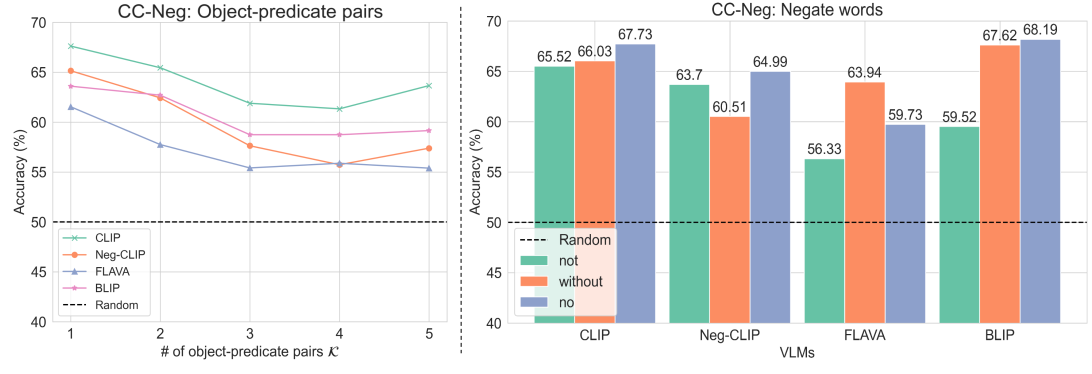 CC-Neg: Object-predicate pairs
70
65
60
55
50
45
40
Accuracy (%)
CLIP
Neg-CLIP
FLAVA
BLIP
Random
1 2 3 4 5
# of object-predicate pairs 𝒦
CC-Neg: Negate words
70
65
60
55
50
45
40
Accuracy (%)
65.52 66.03 67.73
63.7 60.51 64.99
56.33 63.94 59.73
59.52 67.62 68.19
Random
not
without
no
CLIP Neg-CLIP FLAVA BLIP
VLMs